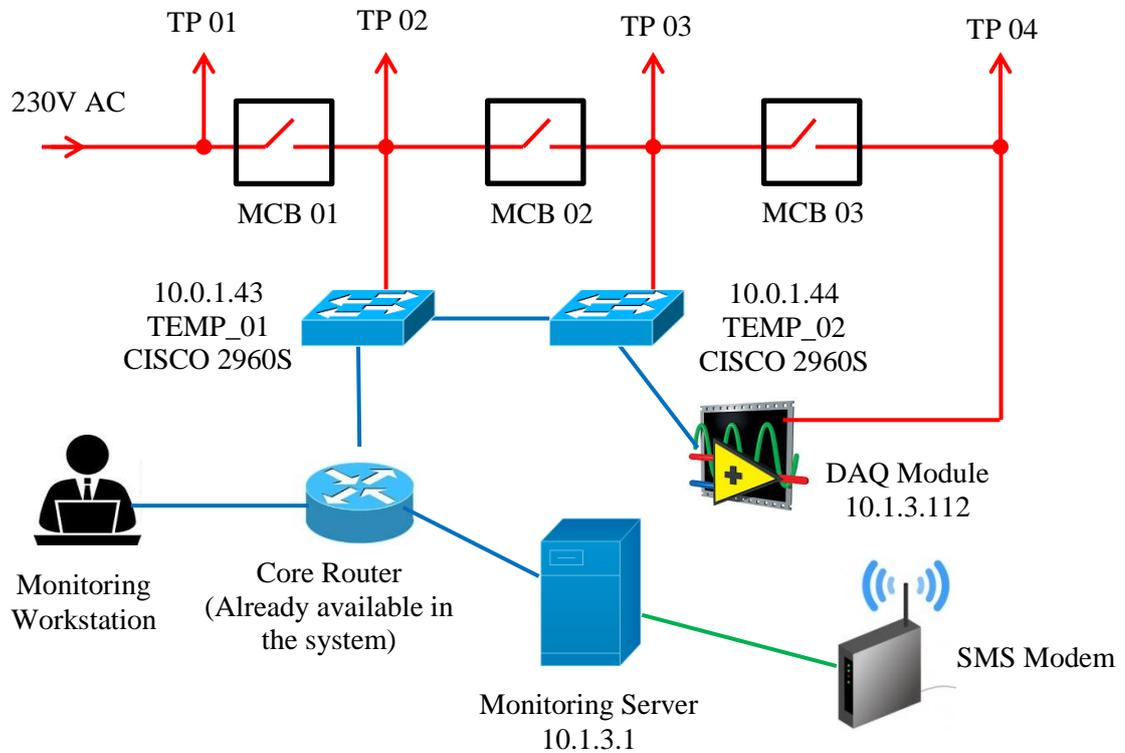 TP 01
TP 02
TP 03
TP 04
230V AC
MCB 01
MCB 02
MCB 03
10.0.1.43
TEMP_01
CISCO 2960S
10.0.1.44
TEMP_02
CISCO 2960S
DAQ Module
10.1.3.112
Monitoring
Workstation
Core Router
(Already available in
the system)
SMS Modem
Monitoring Server
10.1.3.1